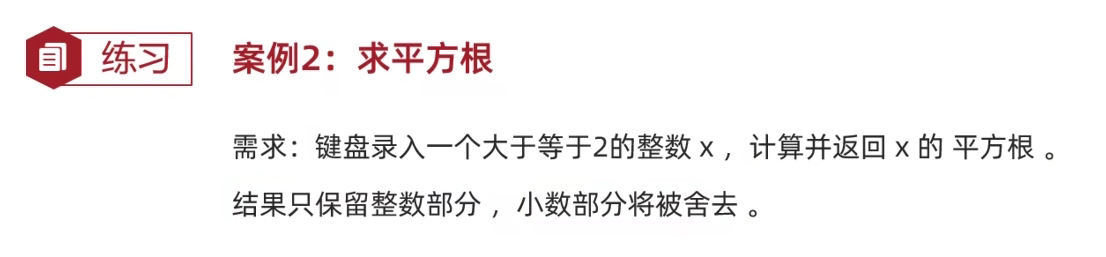 练习
案例2：求平方根
需求：键盘录入一个大于等于2的整数 x ，计算并返回 x 的 平方根 。
结果只保留整数部分 ，小数部分将被舍去 。